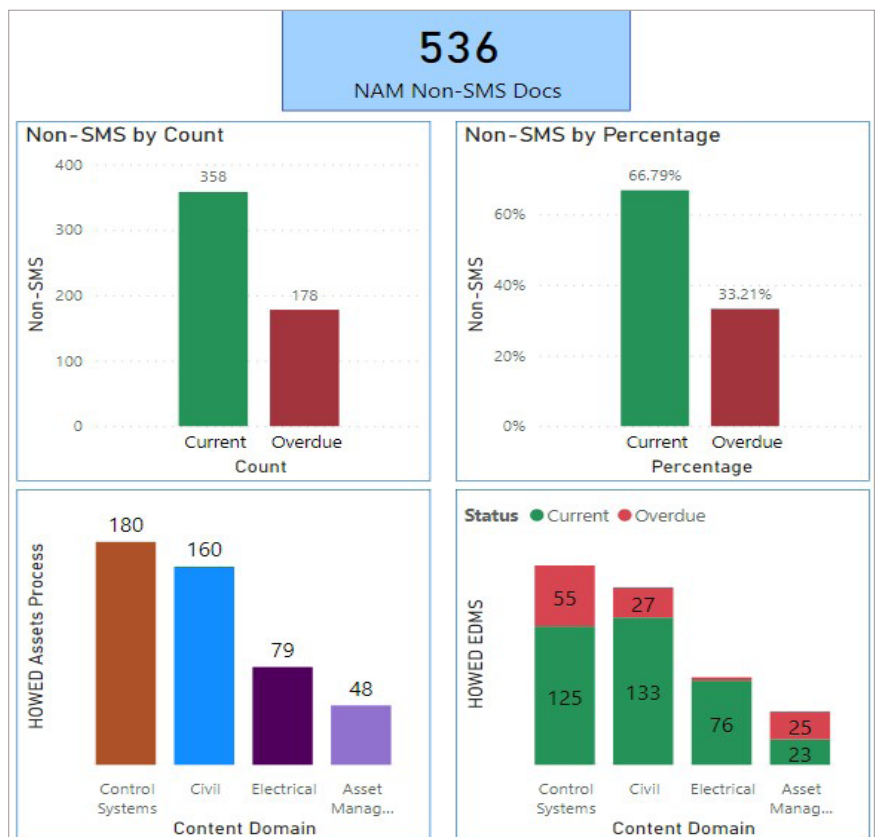 536
NAM Non-SMS Docs
Non-SMS by Count
Non-SMS
400
300
200
100
0
358
178
Current Overdue
Count
Non-SMS by Percentage
Non-SMS
60%
40%
20%
0%
66.79%
33.21%
Current Overdue
Percentage
HOWED Assets Process
180
160
79
48
Control Systems
Civil
Electrical
Asset Manag...
Content Domain
Status Current Overdue
HOWED EDMS
55
125
27
133
76
25
23
Control Systems
Civil
Electrical
Asset Manag...
Content Domain